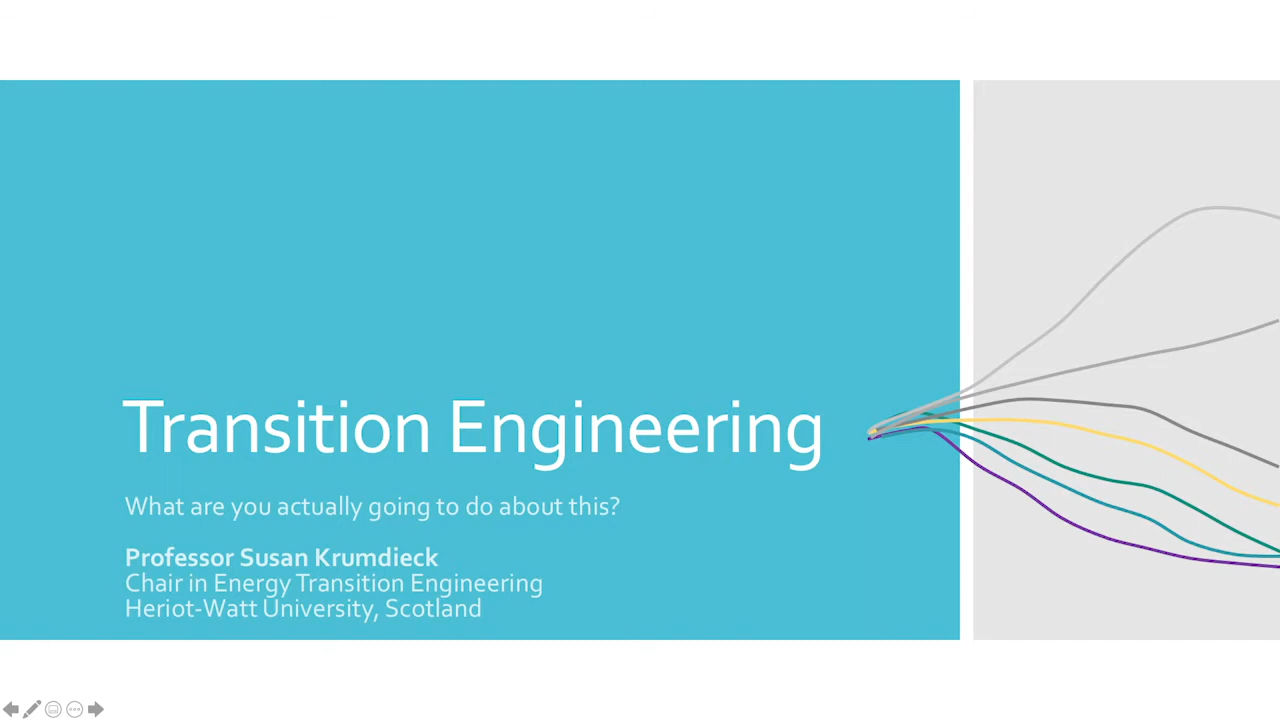 Transition Engineering
What are you actually going to do about this?
Professor Susan Krumdieck
Chair in Energy Transition Engineering
Heriot-Watt University, Scotland